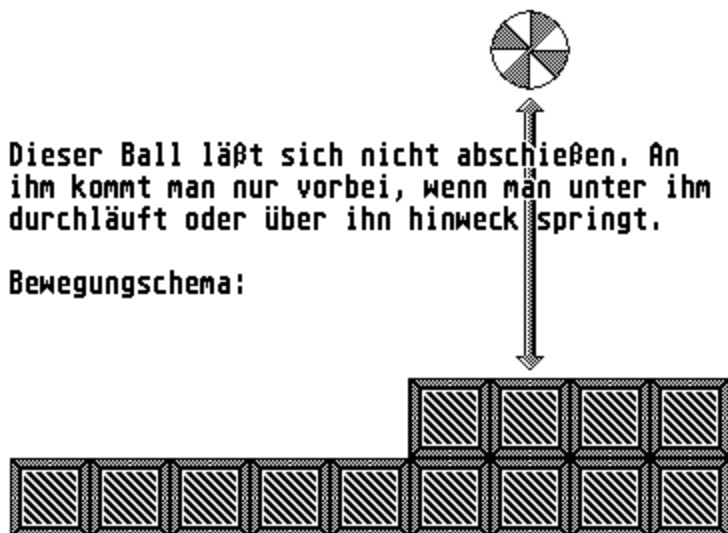 Dieser Ball läßt sich nicht abschießen. An
ihm kommt man nur vorbei, wenn man unter ihm
durchläuft oder über ihn hinweck springt.
Bewegungschema: